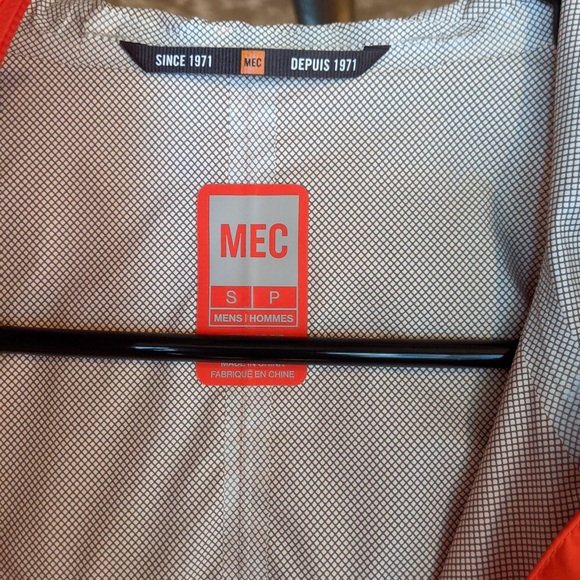 SINCE 1971 MEC DEPUIS 1971
MEC
S P
MENS | HOMMES
MADE IN CHINA
FABRIQUÉ EN CHINE